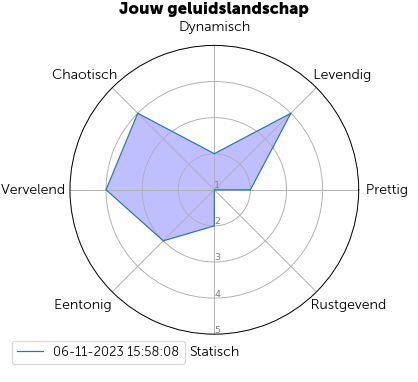 Jouw geluidslandschap
Dynamisch
Chaotisch
Levendig
Vervelend
1
Prettig
2
3
Eentonig
4
Rustgevend
5
06-11-2023 15:58:08
Statisch